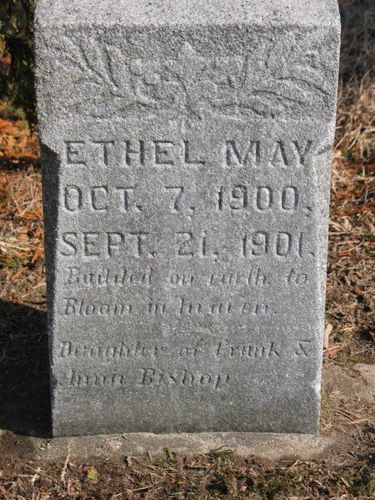 ETHEL MAY
OCT. 7, 1900.
SEPT. 21, 1901.
Budded on earth to
Bloom in heaven.
Daughter of Frank &
Annie Bishop